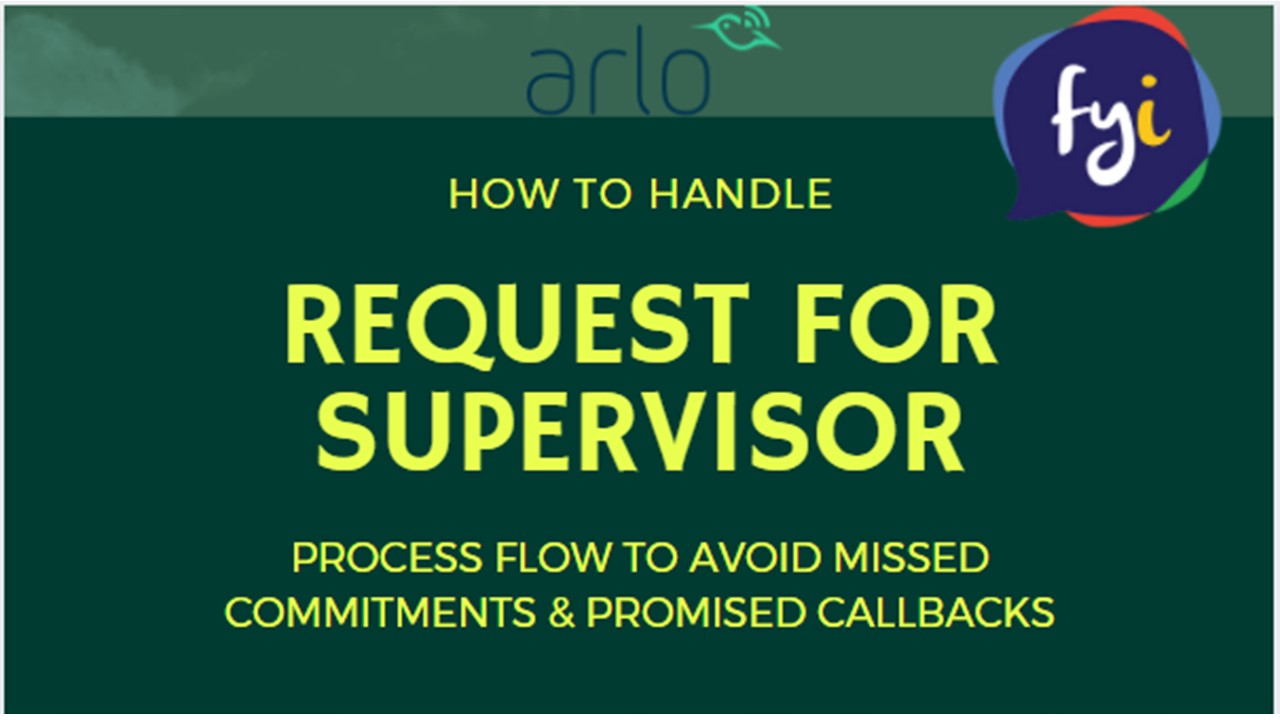 arlo
fyi
HOW TO HANDLE
REQUEST FOR
SUPERVISOR
PROCESS FLOW TO AVOID MISSED
COMMITMENTS & PROMISED CALLBACKS